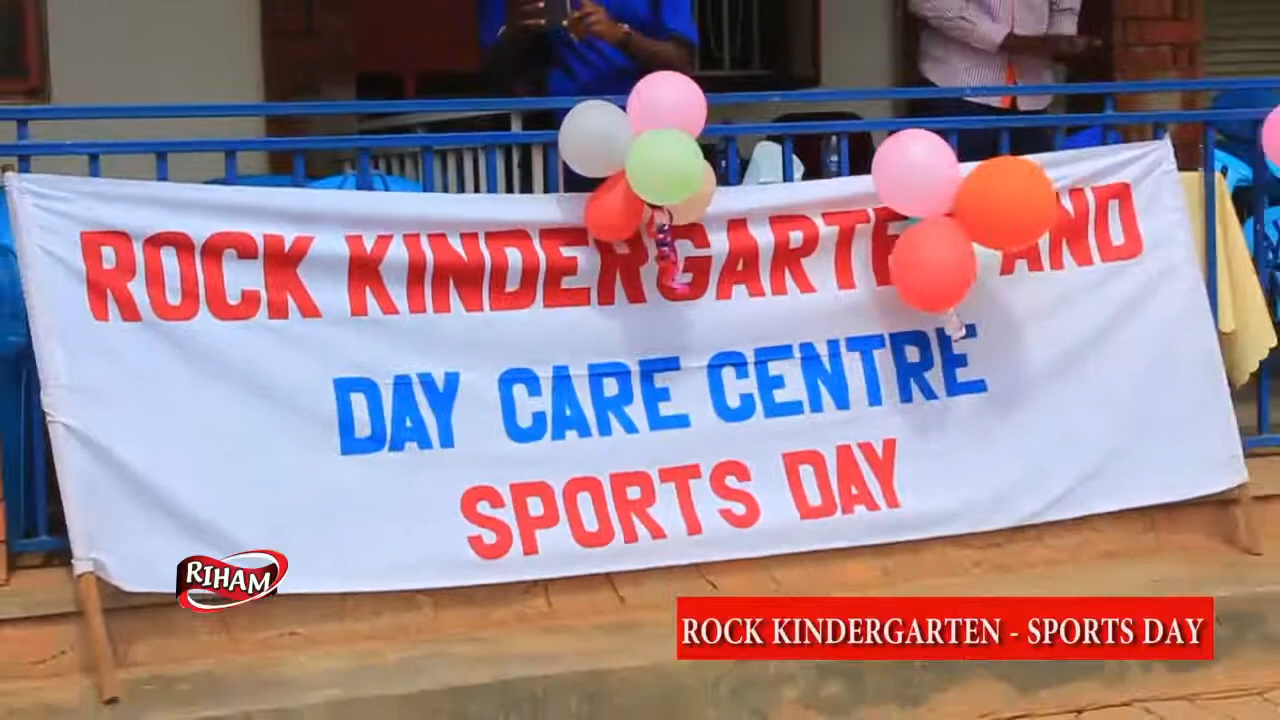 ROCK KINDERGARTEN AND
DAY CARE CENTRE
SPORTS DAY
RIHAM
ROCK KINDERGARTEN - SPORTS DAY